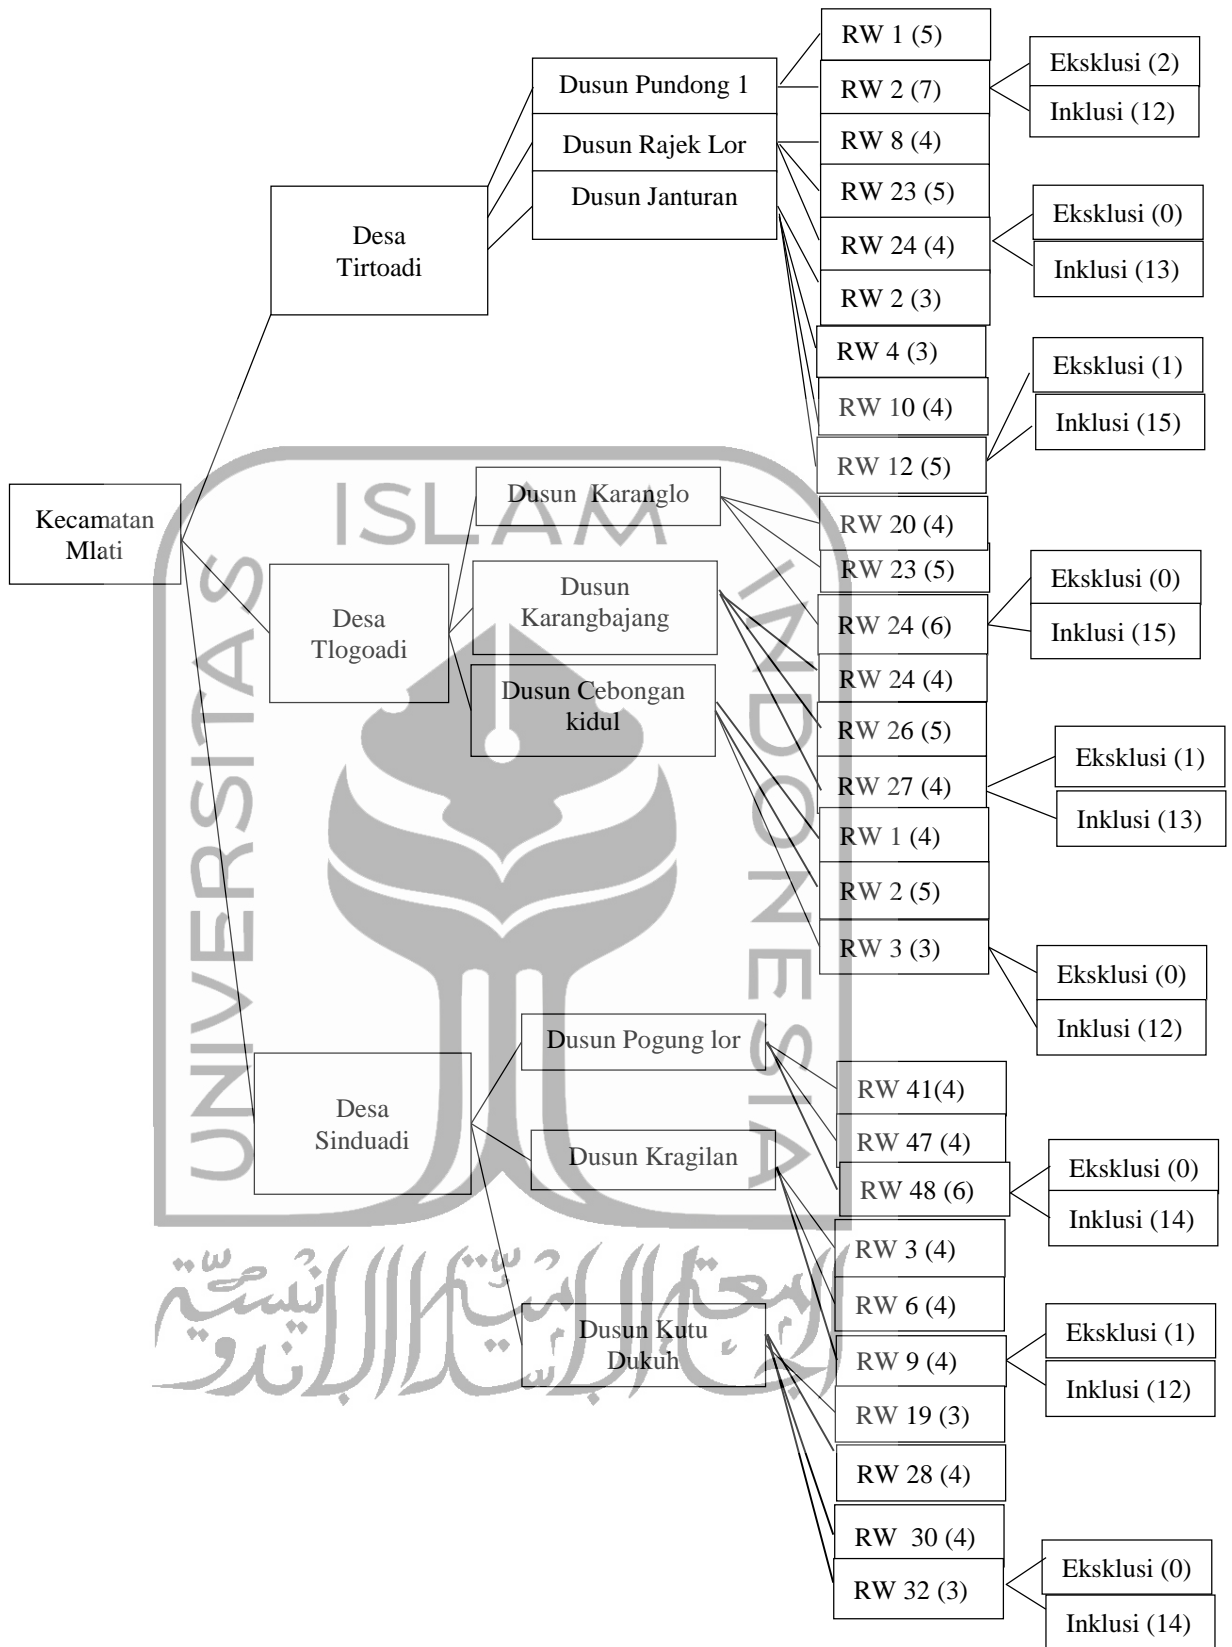 Kecamatan
Mlati
Desa
Tirtoadi
Dusun Pundong 1
Dusun Rajek Lor
Dusun Janturan
RW 1 (5)
RW 2 (7)
RW 8 (4)
RW 23 (5)
RW 24 (4)
RW 2 (3)
RW 4 (3)
RW 10 (4)
RW 12 (5)
Eksklusi (2)
Inklusi (12)
Eksklusi (0)
Inklusi (13)
Eksklusi (1)
Inklusi (15)
Desa
Tlogoadi
Dusun Karanglo
Dusun
Karangbajang
Dusun Cebongan
kidul
RW 20 (4)
RW 23 (5)
RW 24 (6)
RW 24 (4)
RW 26 (5)
RW 27 (4)
RW 1 (4)
RW 2 (5)
RW 3 (3)
Eksklusi (0)
Inklusi (15)
Eksklusi (1)
Inklusi (13)
Eksklusi (0)
Inklusi (12)
Desa
Sinduadi
Dusun Pogung lor
Dusun Kragilan
Dusun Kutu
Dukuh
RW 41(4)
RW 47 (4)
RW 48 (6)
RW 3 (4)
RW 6 (4)
RW 9 (4)
RW 19 (3)
RW 28 (4)
RW 30 (4)
RW 32 (3)
Eksklusi (0)
Inklusi (14)
Eksklusi (1)
Inklusi (12)
Eksklusi (0)
Inklusi (14)
UNIVERSITAS
ISLAM
INDONESIA